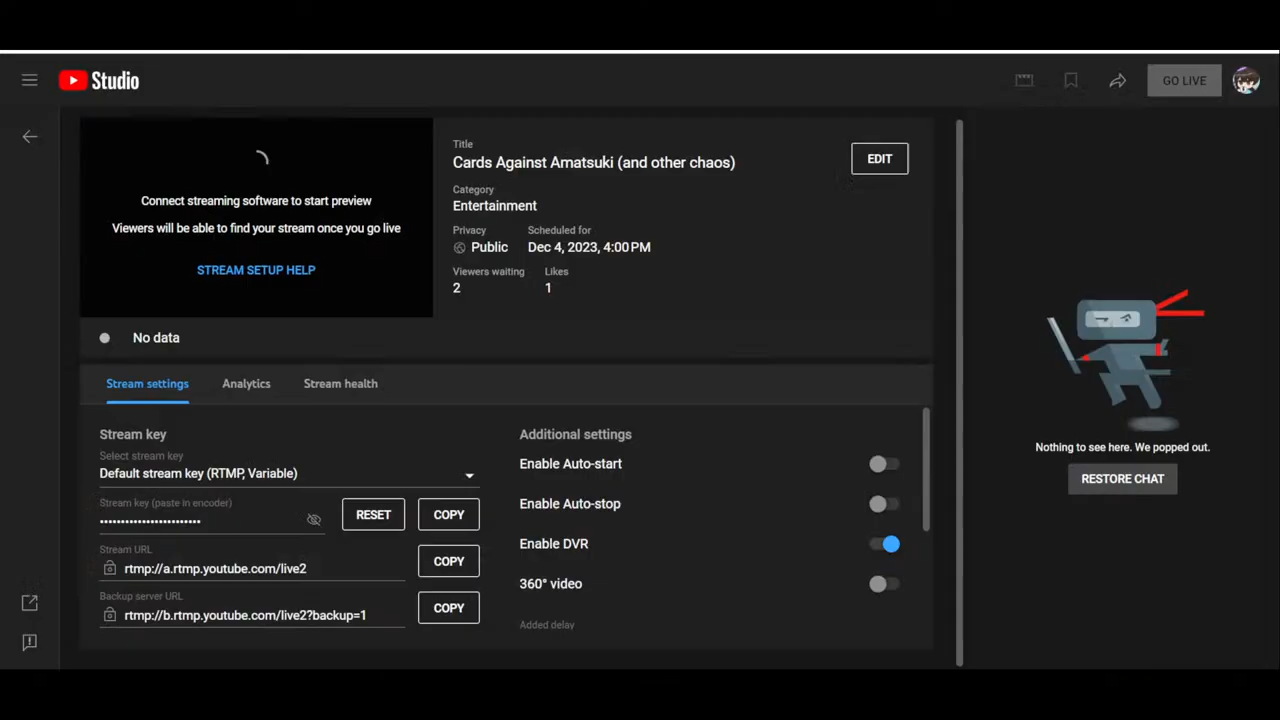 Studio
GO LIVE
Connect streaming software to start preview
Viewers will be able to find your stream once you go live
STREAM SETUP HELP
No data
Title
Cards Against Amatsuki (and other chaos)
EDIT
Category
Entertainment
Privacy
Public
Scheduled for
Dec 4, 2023, 4:00 PM
Viewers waiting
2
Likes
1
Stream settings
Analytics
Stream health
Stream key
Select stream key
Default stream key (RTMP, Variable)
Stream key (paste in encoder)
••••••••••••••••••••••••
RESET
COPY
Stream URL
rtmp://a.rtmp.youtube.com/live2
COPY
Backup server URL
rtmp://b.rtmp.youtube.com/live2?backup=1
COPY
Additional settings
Enable Auto-start
Enable Auto-stop
Enable DVR
360° video
Added delay
Nothing to see here. We popped out.
RESTORE CHAT